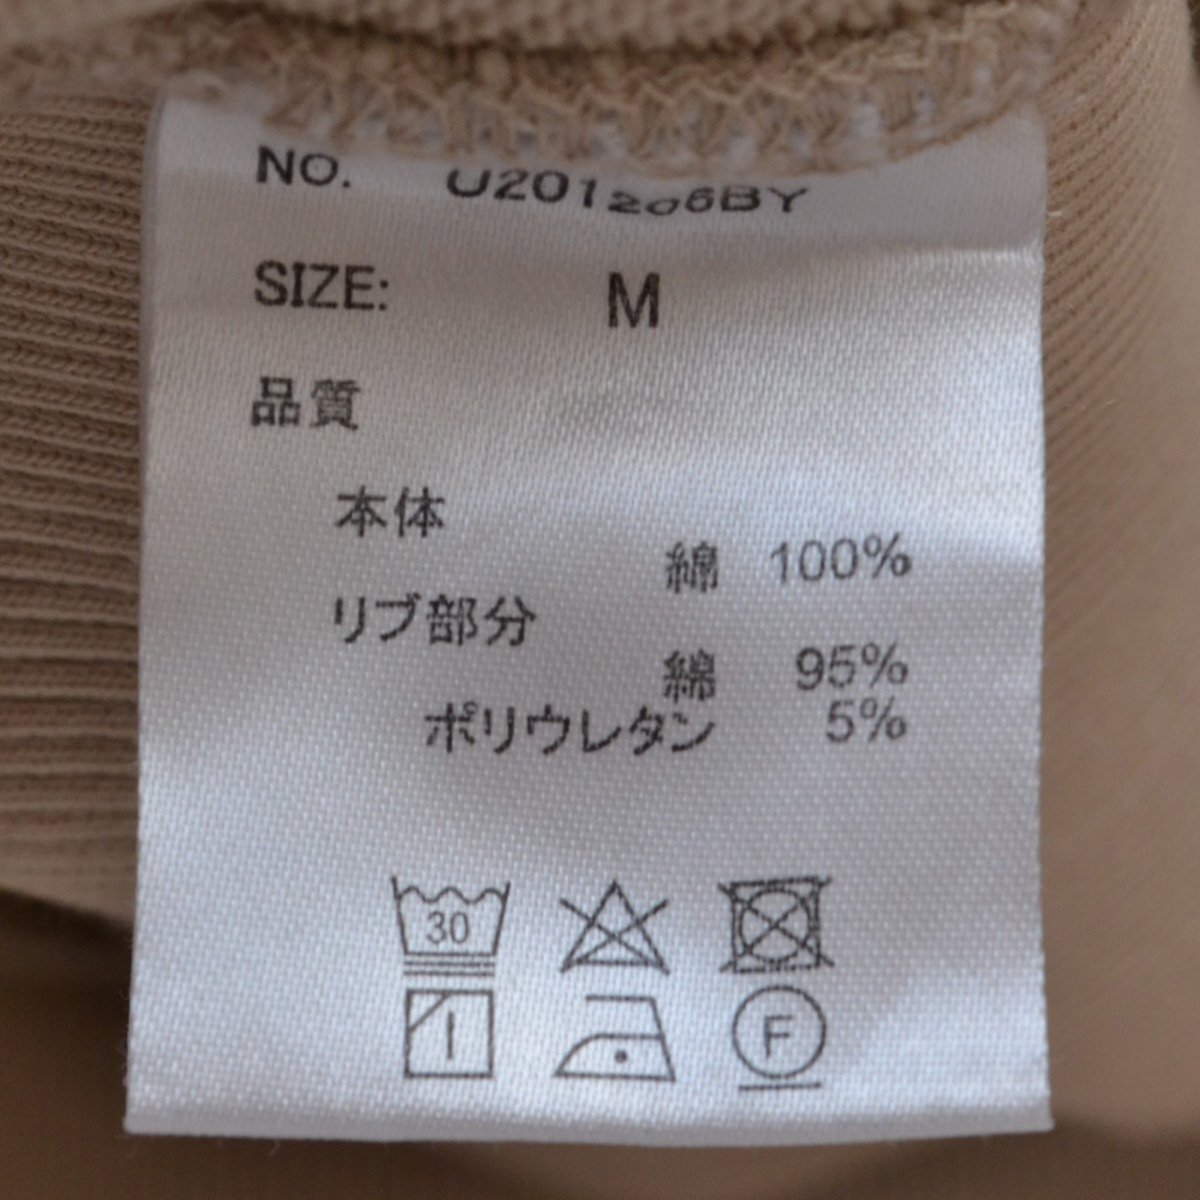 NO. U201286BY
SIZE: M
品質
本体
綿 100%
リブ部分
綿 95%
ポリウレタン 5%
30
F